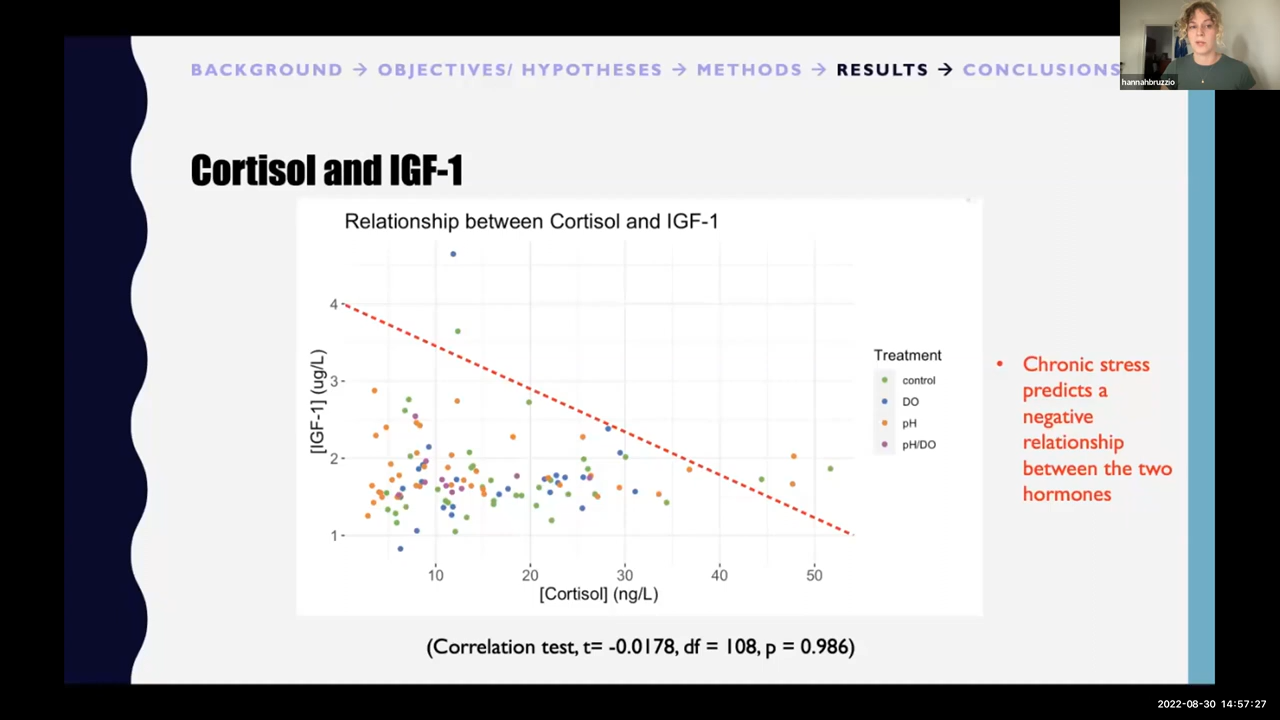 BACKGROUND → OBJECTIVES/ HYPOTHESES → METHODS → RESULTS → CONCLUSIONS
hannahbruzzio
Cortisol and IGF-1
Relationship between Cortisol and IGF-1
4
3
2
1
[IGF-1] (ug/L)
10 20 30 40 50
[Cortisol] (ng/L)
Treatment
control
DO
pH
pH/DO
• Chronic stress
predicts a
negative
relationship
between the two
hormones
(Correlation test, t= -0.0178, df = 108, p = 0.986)
2022-08-30 14:57:27